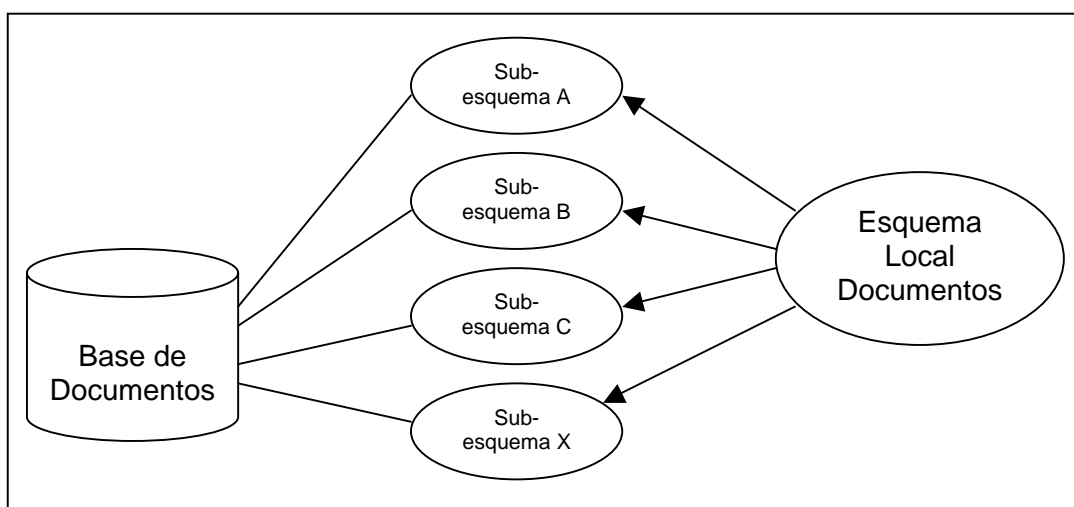 Sub-
esquema A
Sub-
esquema B
Sub-
esquema C
Sub-
esquema X
Base de
Documentos
Esquema
Local
Documentos